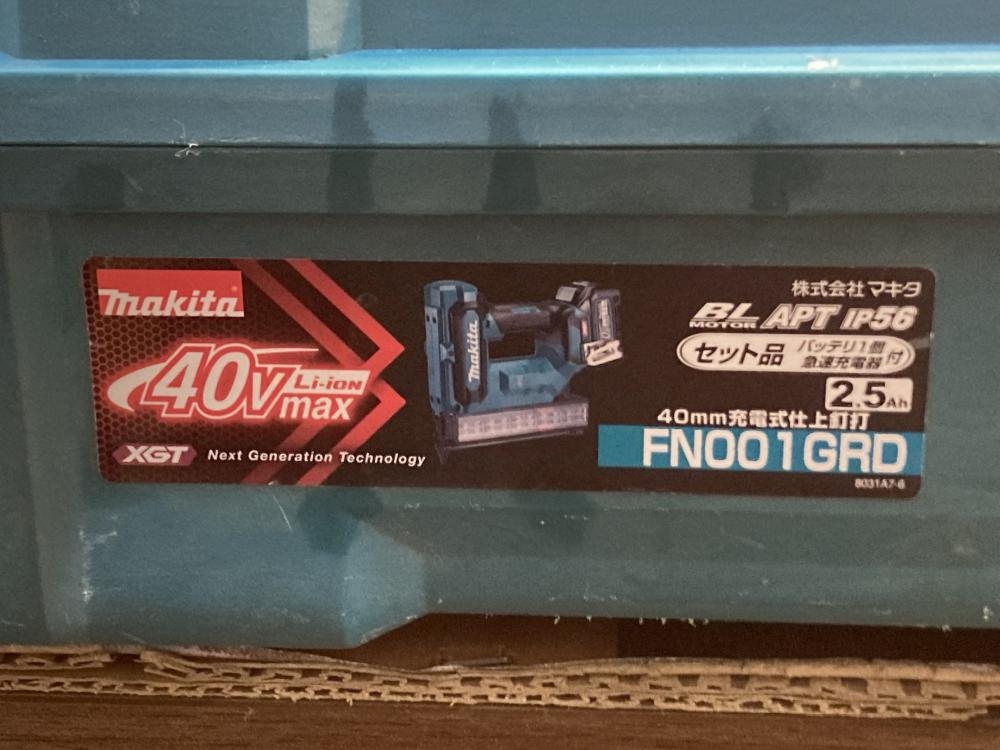 makita
40Vmax Li-ion
XGT Next Generation Technology
makita
株式会社マキタ
BL MOTOR APT IP56
セット品 バッテリ1個 急速充電器 付
2.5Ah
40mm充電式仕上釘打
FN001GRD
8031A7-6